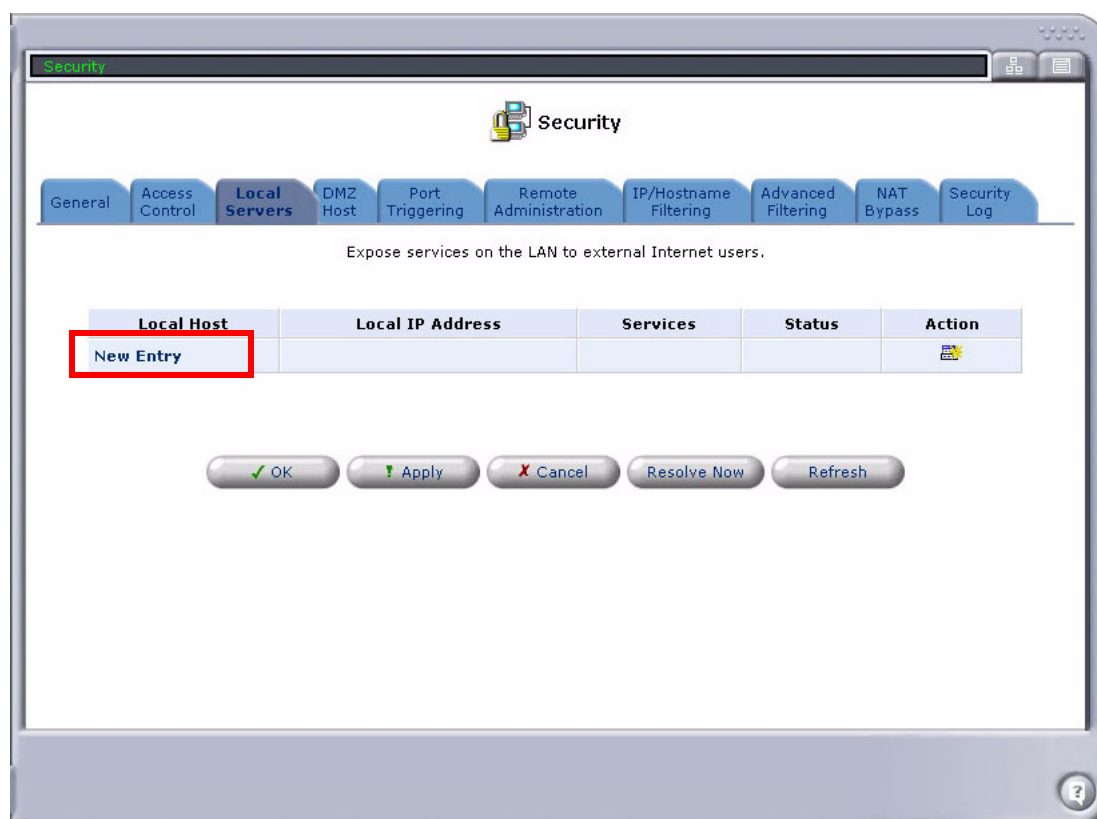 Security
Security
General
Access Control
Local Servers
DMZ Host
Port Triggering
Remote Administration
IP/Hostname Filtering
Advanced Filtering
NAT Bypass
Security Log
Expose services on the LAN to external Internet users.
Local Host Local IP Address Services Status Action
New Entry
OK Apply Cancel Resolve Now Refresh
?